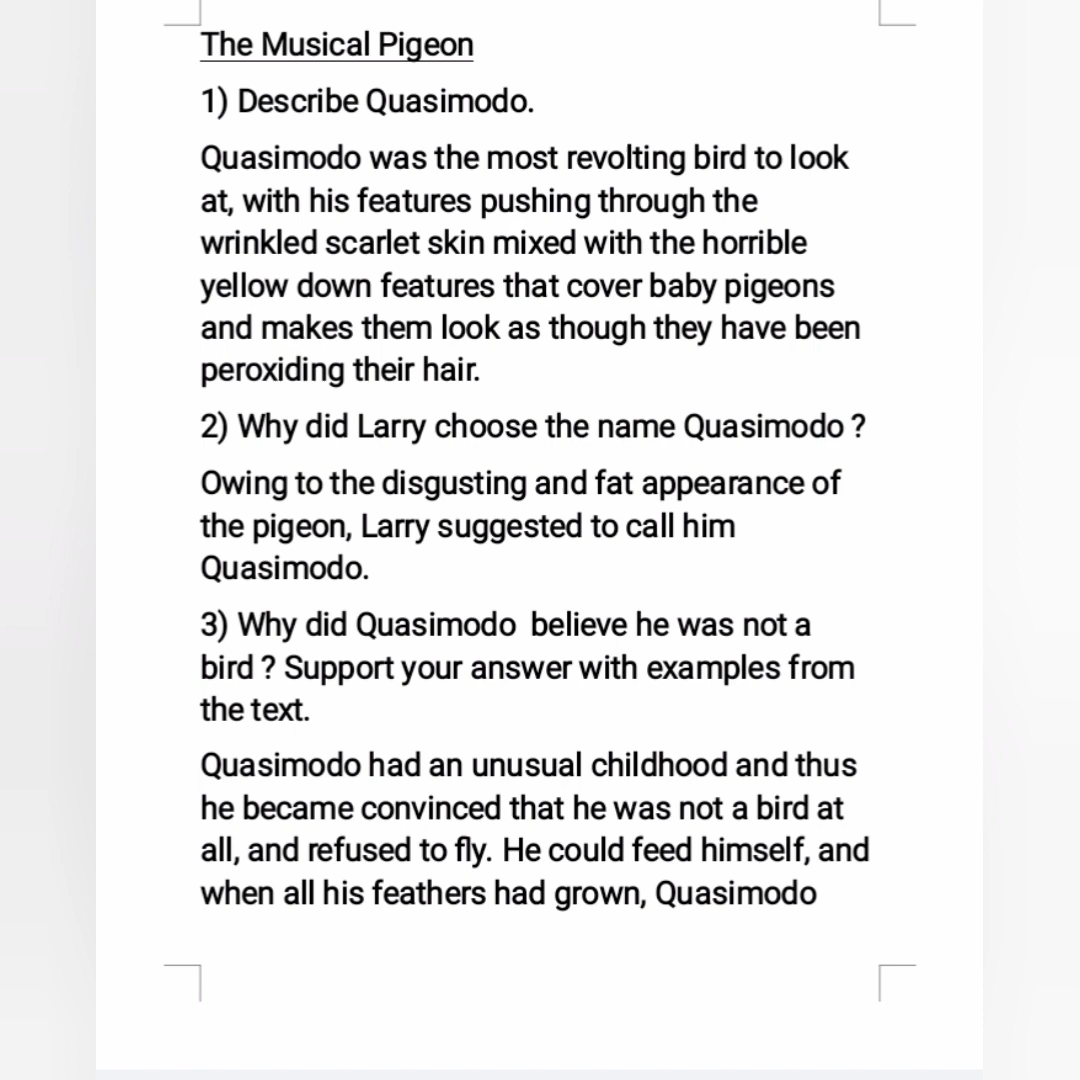 The Musical Pigeon
1) Describe Quasimodo.
Quasimodo was the most revolting bird to look
at, with his features pushing through the
wrinkled scarlet skin mixed with the horrible
yellow down features that cover baby pigeons
and makes them look as though they have been
peroxiding their hair.
2) Why did Larry choose the name Quasimodo ?
Owing to the disgusting and fat appearance of
the pigeon, Larry suggested to call him
Quasimodo.
3) Why did Quasimodo  believe he was not a
bird ? Support your answer with examples from
the text.
Quasimodo had an unusual childhood and thus
he became convinced that he was not a bird at
all, and refused to fly. He could feed himself, and
when all his feathers had grown, Quasimodo